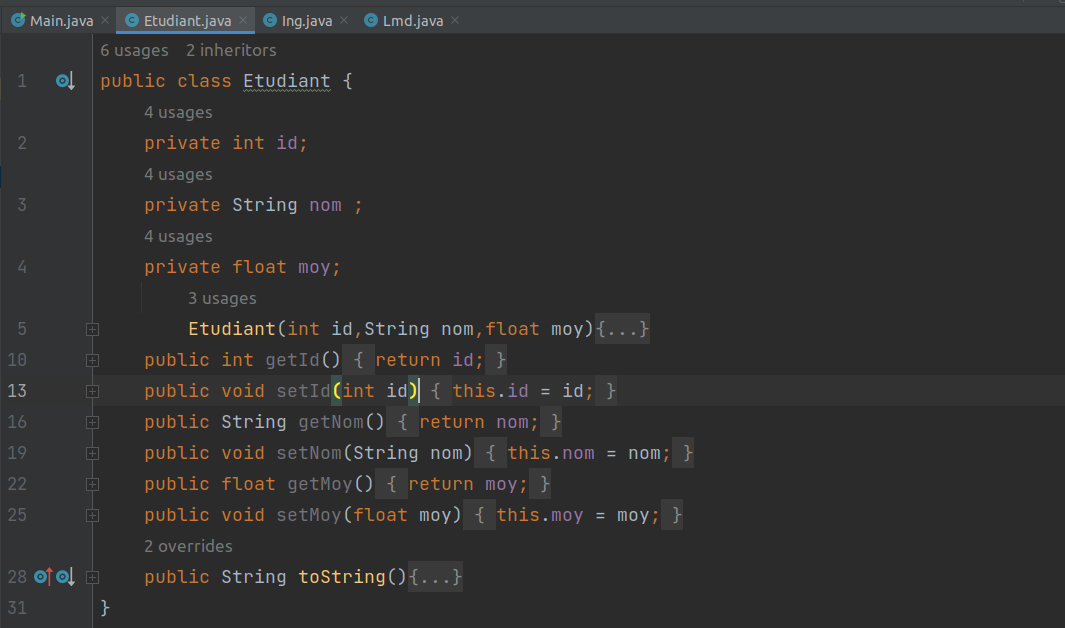 Main.java Etudiant.java Ing.java Lmd.java
6 usages 2 inheritors
1 public class Etudiant {
4 usages
2 private int id;
4 usages
3 private String nom ;
4 usages
4 private float moy;
3 usages
5 Etudiant(int id,String nom,float moy){...}
10 public int getId() { return id; }
13 public void setId(int id) { this.id = id; }
16 public String getNom() { return nom; }
19 public void setNom(String nom) { this.nom = nom; }
22 public float getMoy() { return moy; }
25 public void setMoy(float moy) { this.moy = moy; }
2 overrides
28 public String toString(){...}
31 }